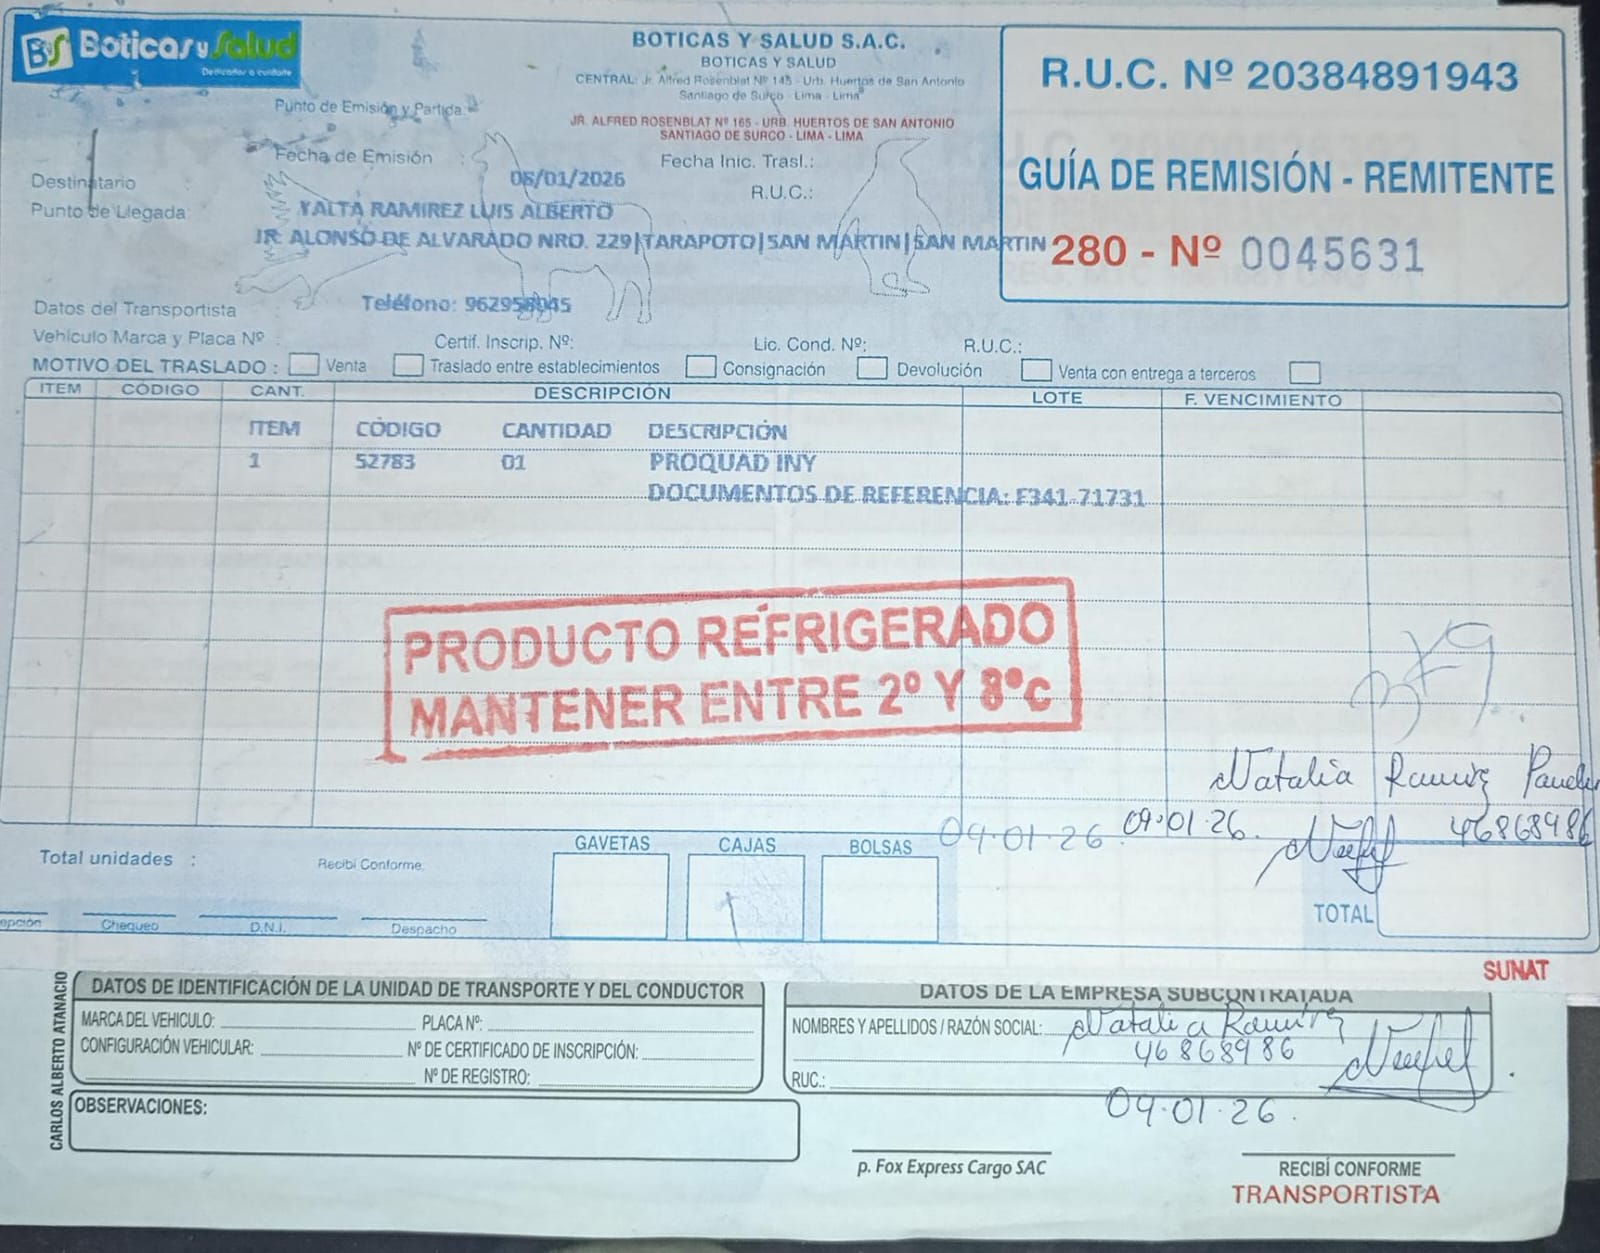 BS Boticas y Salud
Dedicados a cuidarte
BOTICAS Y SALUD S.A.C.
BOTICAS Y SALUD
CENTRAL: Jr. Alfred Rosenblat Nº 145 - Urb. Huertos de San Antonio
Santiago de Surco - Lima - Lima
Punto de Emisión y Partida:
JR. ALFRED ROSENBLAT Nº 165 - URB. HUERTOS DE SAN ANTONIO
SANTIAGO DE SURCO - LIMA - LIMA
R.U.C. Nº 20384891943
GUÍA DE REMISIÓN - REMITENTE
280 - Nº 0045631
Fecha de Emisión : 08/01/2026 Fecha Inic. Trasl.:
Destinatario YALTA RAMIREZ LUIS ALBERTO R.U.C.:
Punto de Llegada: JR. ALONSO DE ALVARADO NRO. 229|TARAPOTO|SAN MARTIN|SAN MARTIN
Datos del Transportista Teléfono: 962958945
Vehículo Marca y Placa Nº : Certif. Inscrip. Nº: Lic. Cond. Nº: R.U.C.:
MOTIVO DEL TRASLADO : Venta Traslado entre establecimientos Consignación Devolución Venta con entrega a terceros
ITEM CÓDIGO CANT. DESCRIPCIÓN LOTE F. VENCIMIENTO
ITEM CÓDIGO CANTIDAD DESCRIPCIÓN
1 52783 01 PROQUAD INY
DOCUMENTOS DE REFERENCIA: F341-71731
PRODUCTO REFRIGERADO
MANTENER ENTRE 2º Y 8ºC
Natalia Ramirez
09.01.26 09.01.26. 46868986
Total unidades : Recibí Conforme GAVETAS CAJAS BOLSAS
TOTAL
epción Chequeo D.N.I. Despacho
SUNAT
CARLOS ALBERTO ATANACIO
DATOS DE IDENTIFICACIÓN DE LA UNIDAD DE TRANSPORTE Y DEL CONDUCTOR
MARCA DEL VEHICULO: PLACA Nº:
CONFIGURACIÓN VEHICULAR: Nº DE CERTIFICADO DE INSCRIPCIÓN:
Nº DE REGISTRO:
OBSERVACIONES:
DATOS DE LA EMPRESA SUBCONTRATADA
NOMBRES Y APELLIDOS / RAZÓN SOCIAL: Natalia Ramirez
46868986
RUC.:
09.01.26.
p. Fox Express Cargo SAC
RECIBÍ CONFORME
TRANSPORTISTA